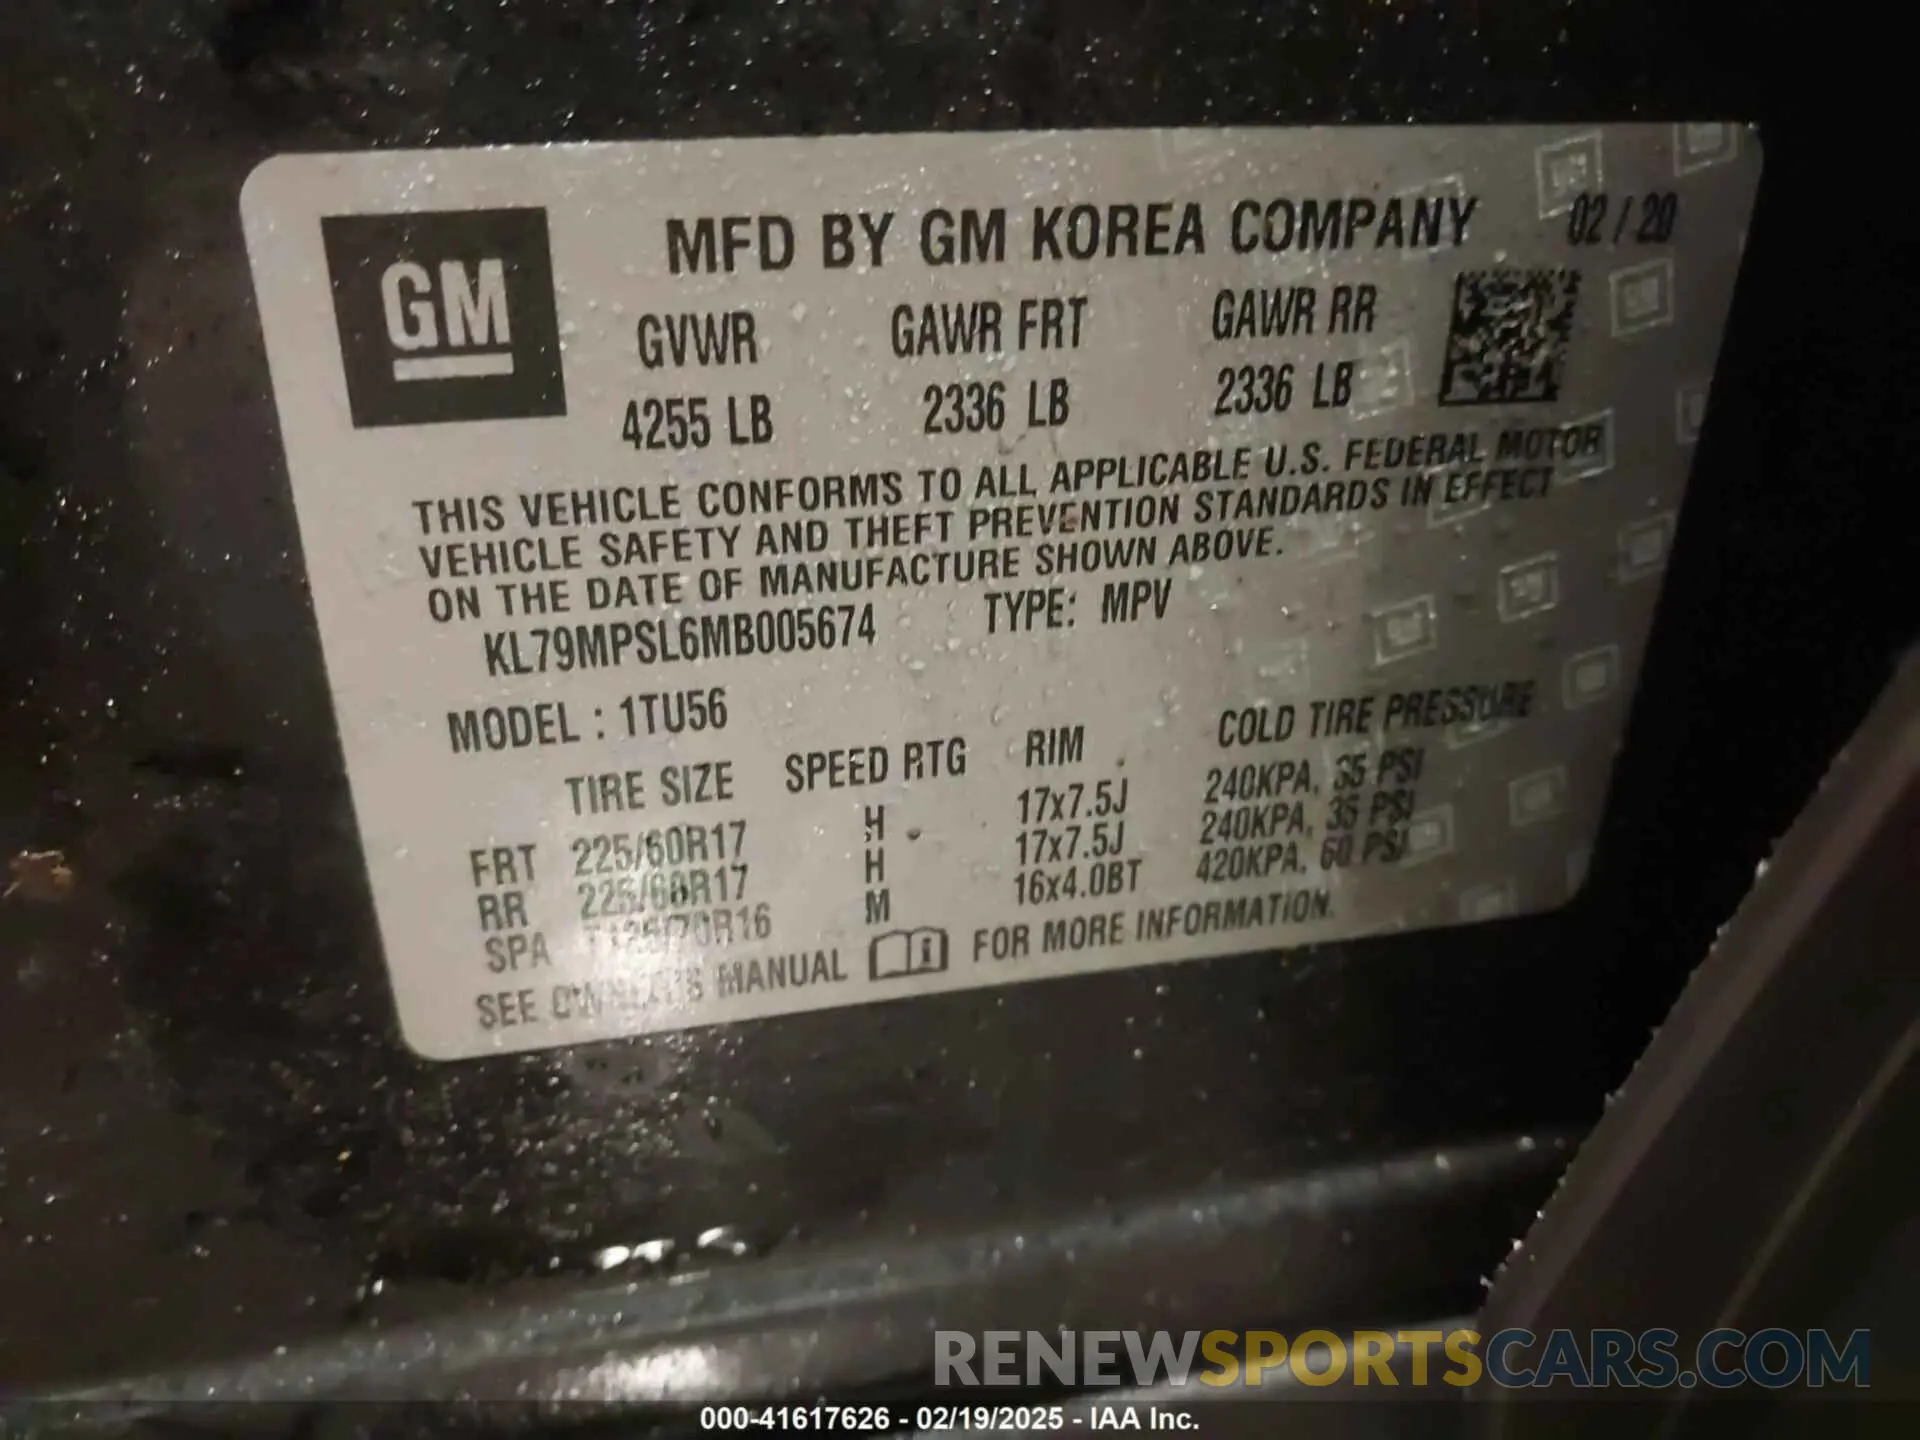 GM
MFD BY GM KOREA COMPANY 02 / 20
GVWR GAWR FRT GAWR RR
4255 LB 2336 LB 2336 LB
THIS VEHICLE CONFORMS TO ALL APPLICABLE U.S. FEDERAL MOTOR
VEHICLE SAFETY AND THEFT PREVENTION STANDARDS IN EFFECT
ON THE DATE OF MANUFACTURE SHOWN ABOVE.
KL79MPSL6MB005674 TYPE: MPV
MODEL : 1TU56
TIRE SIZE SPEED RTG RIM COLD TIRE PRESSURE
FRT 225/60R17 H 17x7.5J 240KPA, 35 PSI
RR 225/60R17 H 17x7.5J 240KPA, 35 PSI
SPA T125/70R16 M 16x4.0BT 420KPA, 60 PSI
SEE OWNER'S MANUAL FOR MORE INFORMATION.
RENEWSPORTSCARS.COM
000-41617626 - 02/19/2025 - IAA Inc.